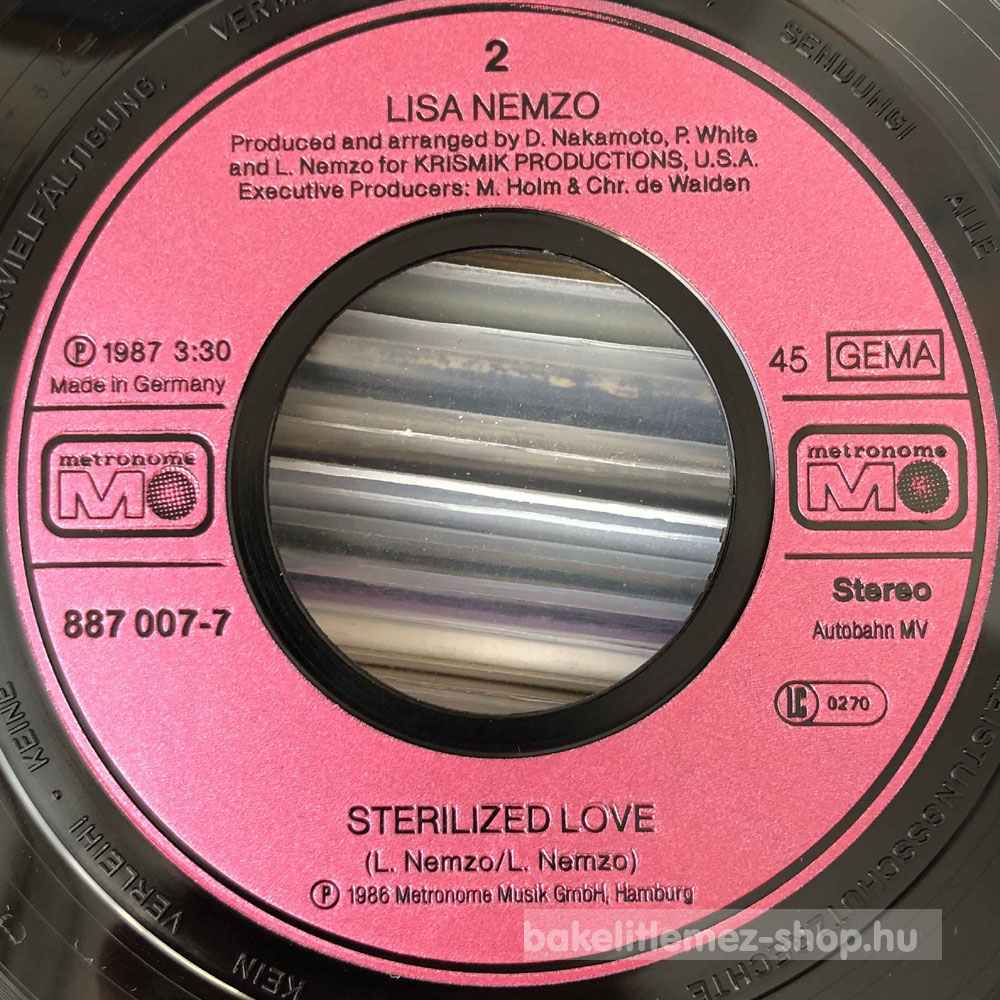 2
LISA NEMZO
Produced and arranged by D. Nakamoto, P. White
and L. Nemzo for KRISMIK PRODUCTIONS, U.S.A.
Executive Producers: M. Holm & Chr. de Walden
℗ 1987 3:30
Made in Germany
45 GEMA
metronome
M
metronome
M
887 007-7
Stereo
Autobahn MV
LC 0270
STERILIZED LOVE
(L. Nemzo/L. Nemzo)
℗ 1986 Metronome Musik GmbH, Hamburg
SENDUNG! ALLE
KEIN VERLEIH! · KEINE
bakelitlemez-shop.hu